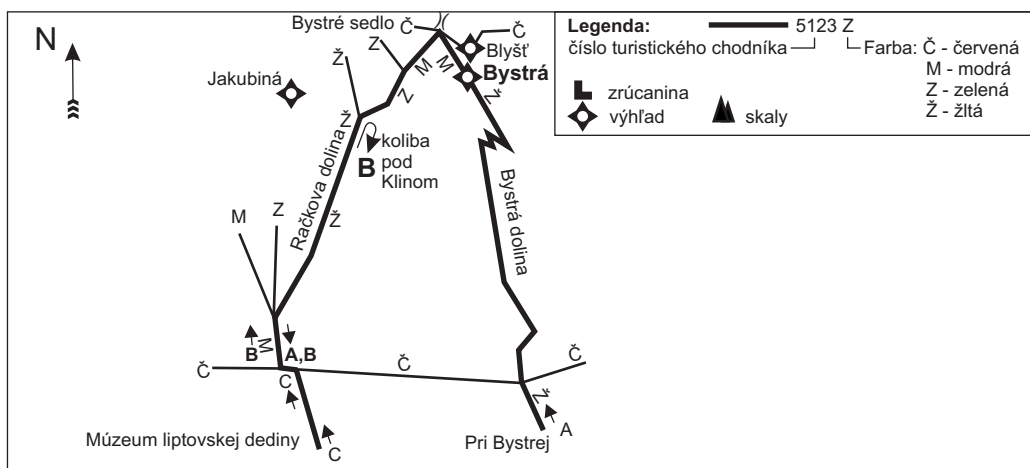 N
Bystré sedlo
Č
Č
Z
Blyšť
Ž
M
M
Bystrá
Jakubiná
Z
Ž
Ž
koliba
pod
Klinom
B
Račkova dolina
Ž
Bystrá dolina
M
Z
B
M
A,B
Č
C
Č
Č
Múzeum liptovskej dediny
C
Pri Bystrej
Ž
A
Legenda:
5123 Z
číslo turistického chodníka
Farba:
Č - červená
M - modrá
Z - zelená
Ž - žltá
zrúcanina
výhľad
skaly